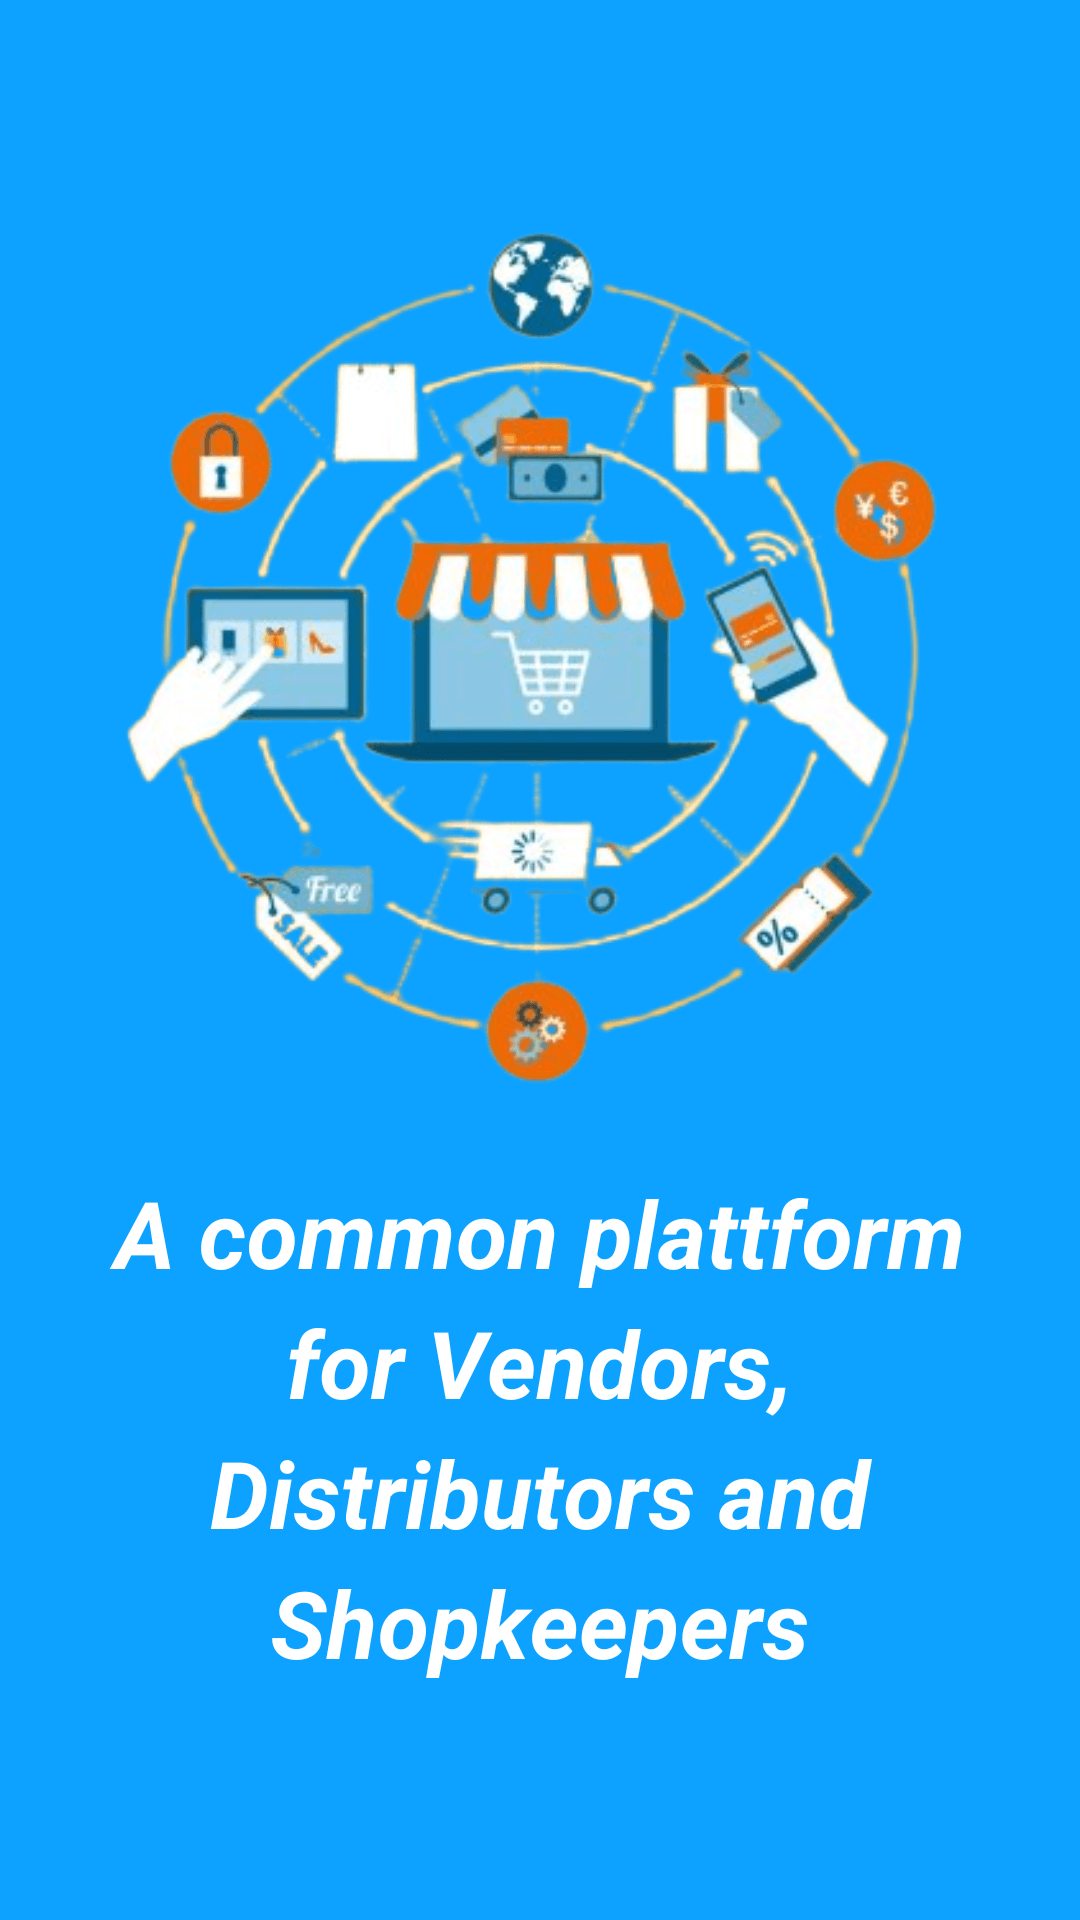 ¥ €
$
Free
SALE
%
A common plattform
for Vendors,
Distributors and
Shopkeepers